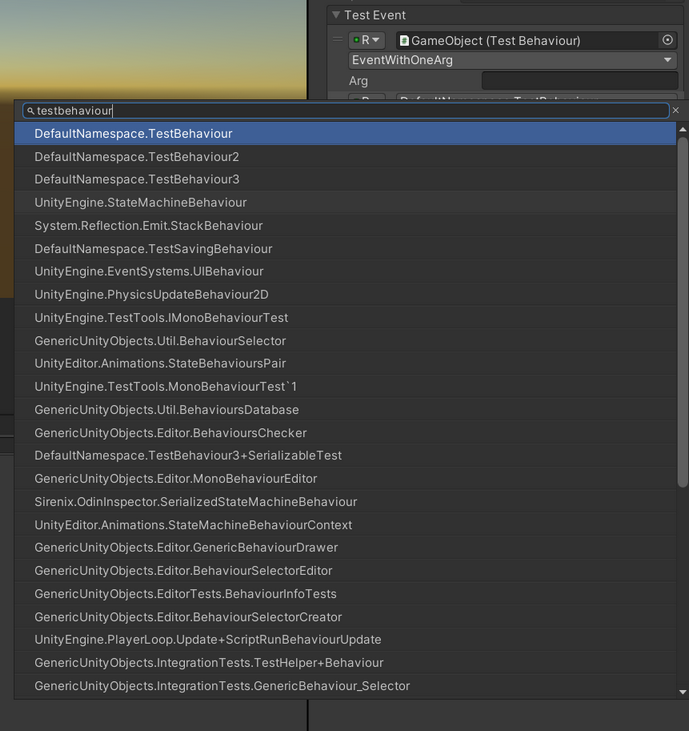 Test Event
R
GameObject (Test Behaviour)
EventWithOneArg
Arg
testbehaviour
DefaultNamespace.TestBehaviour
DefaultNamespace.TestBehaviour2
DefaultNamespace.TestBehaviour3
UnityEngine.StateMachineBehaviour
System.Reflection.Emit.StackBehaviour
DefaultNamespace.TestSavingBehaviour
UnityEngine.EventSystems.UIBehaviour
UnityEngine.PhysicsUpdateBehaviour2D
UnityEngine.TestTools.IMonoBehaviourTest
GenericUnityObjects.Util.BehaviourSelector
UnityEditor.Animations.StateBehavioursPair
UnityEngine.TestTools.MonoBehaviourTest`1
GenericUnityObjects.Util.BehavioursDatabase
GenericUnityObjects.Editor.BehavioursChecker
DefaultNamespace.TestBehaviour3+SerializableTest
GenericUnityObjects.Editor.MonoBehaviourEditor
Sirenix.OdinInspector.SerializedStateMachineBehaviour
UnityEditor.Animations.StateMachineBehaviourContext
GenericUnityObjects.Editor.GenericBehaviourDrawer
GenericUnityObjects.Editor.BehaviourSelectorEditor
GenericUnityObjects.EditorTests.BehaviourInfoTests
GenericUnityObjects.Editor.BehaviourSelectorCreator
UnityEngine.PlayerLoop.Update+ScriptRunBehaviourUpdate
GenericUnityObjects.IntegrationTests.TestHelper+Behaviour
GenericUnityObjects.IntegrationTests.GenericBehaviour_Selector